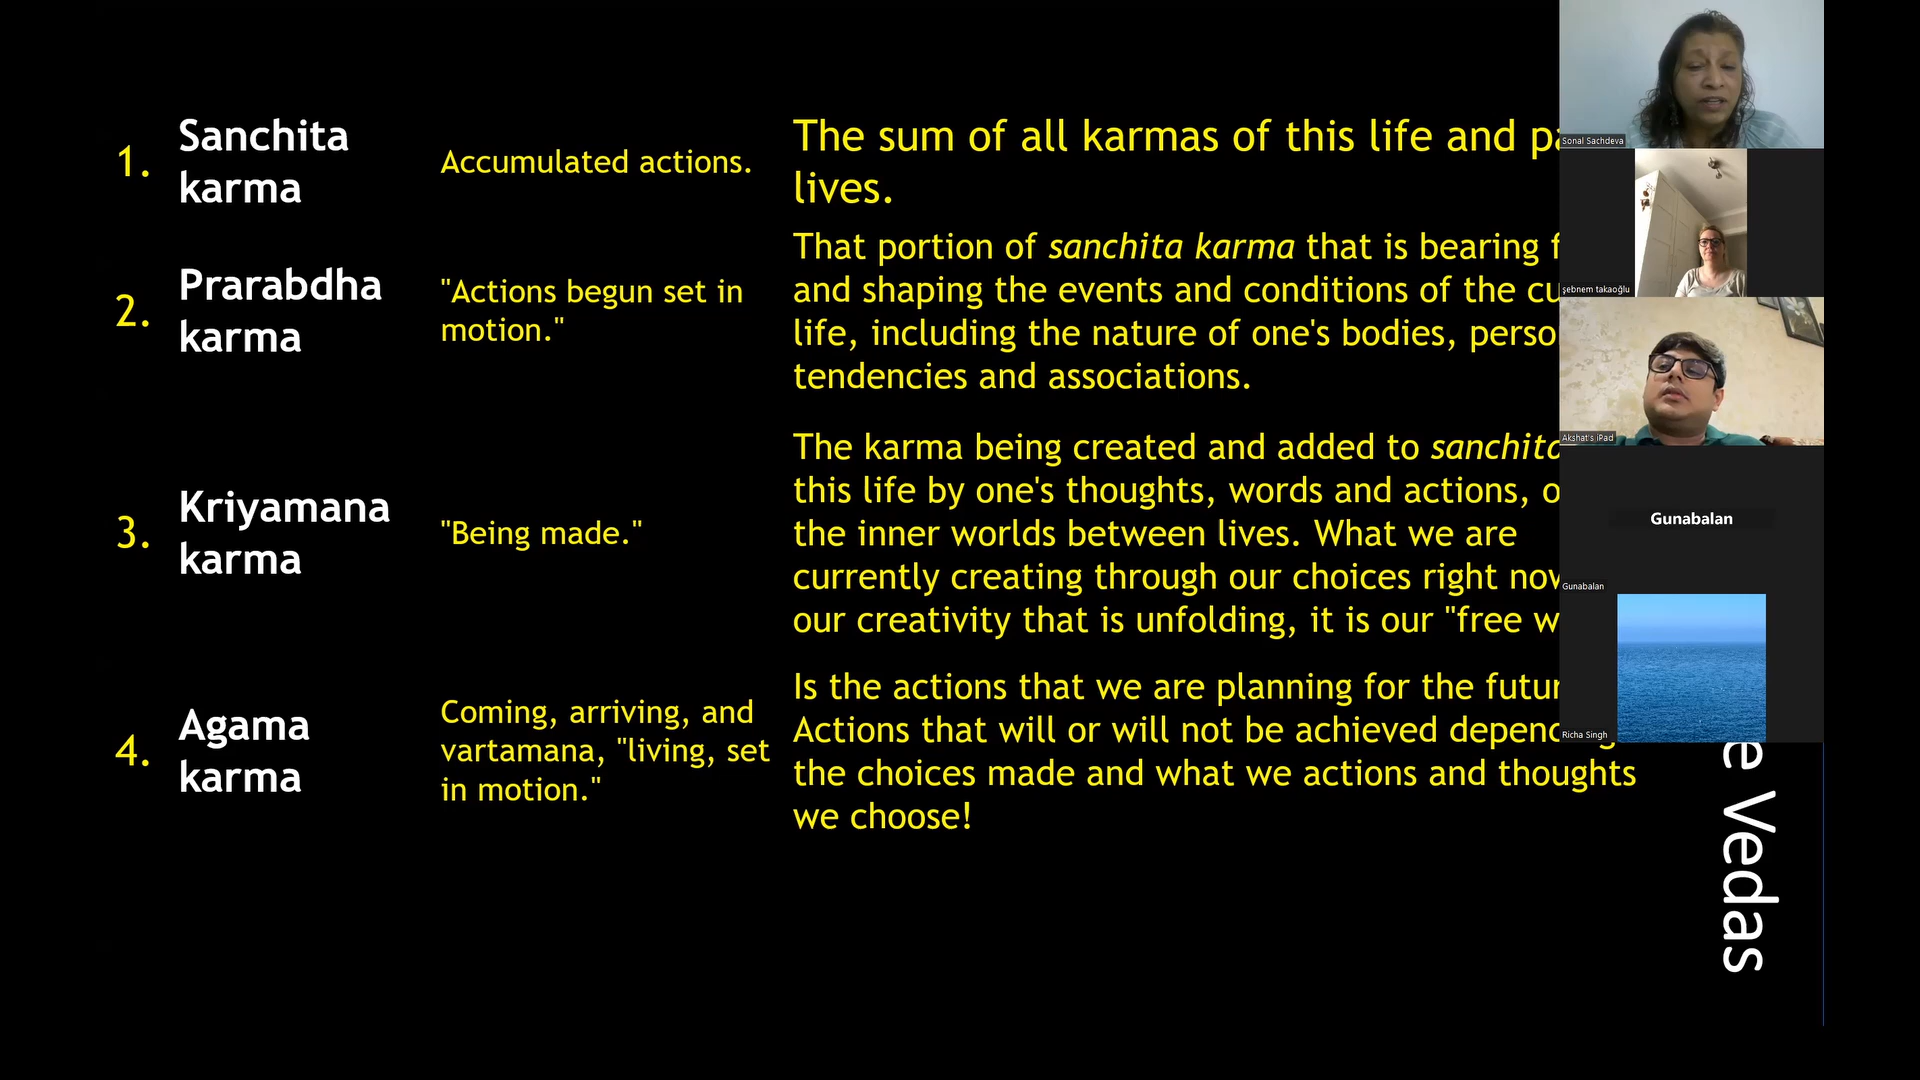 1.
Sanchita
karma
Accumulated actions.
The sum of all karmas of this life and
lives.
2.
Prarabdha
karma
"Actions begun set in
motion."
That portion of sanchita karma that is bearing
and shaping the events and conditions of the
life, including the nature of one's bodies,
tendencies and associations.
3.
Kriyamana
karma
"Being made."
The karma being created and added to
this life by one's thoughts, words and actions,
the inner worlds between lives. What we are
currently creating through our choices right
our creativity that is unfolding, it is our "free
4.
Agama
karma
Coming, arriving, and
vartamana, "living, set
in motion."
Is the actions that we are planning for the
Actions that will or will not be achieved
the choices made and what we actions and thoughts
we choose!
Vedas
Sonal Sachdeva
şebnem takaoğlu
Akshat's iPad
Gunabalan
Gunabalan
Richa Singh